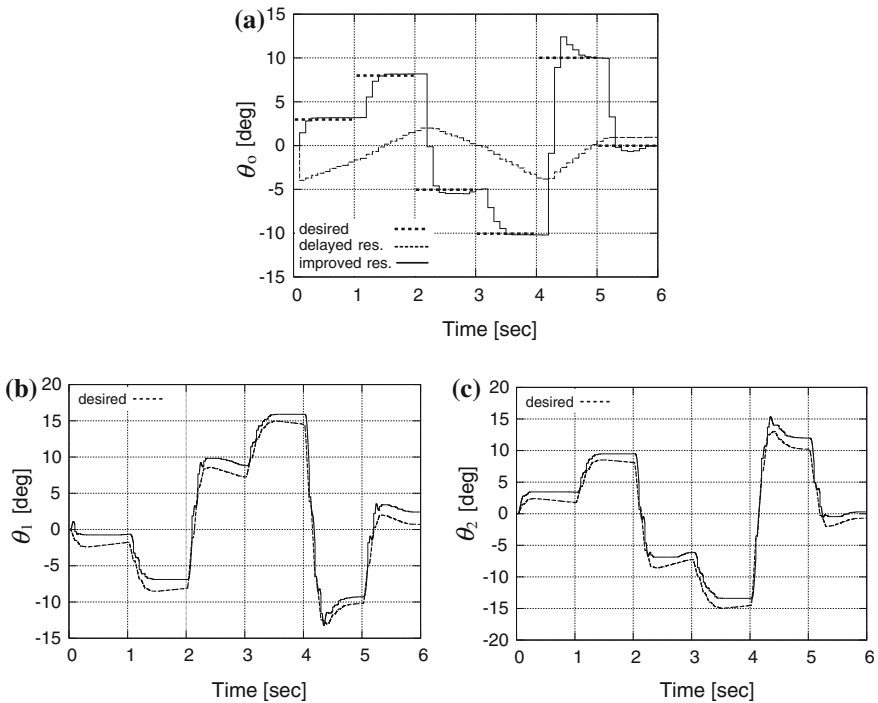 (a)
15
10
5
0
-5
-10
-15
θo [deg]
desired
delayed res.
improved res.
0 1 2 3 4 5 6
Time [sec]
(b)
20
15
10
5
0
-5
-10
-15
θ1 [deg]
desired
0 1 2 3 4 5 6
Time [sec]
(c)
20
15
10
5
0
-5
-10
-15
-20
θ2 [deg]
desired
0 1 2 3 4 5 6
Time [sec]